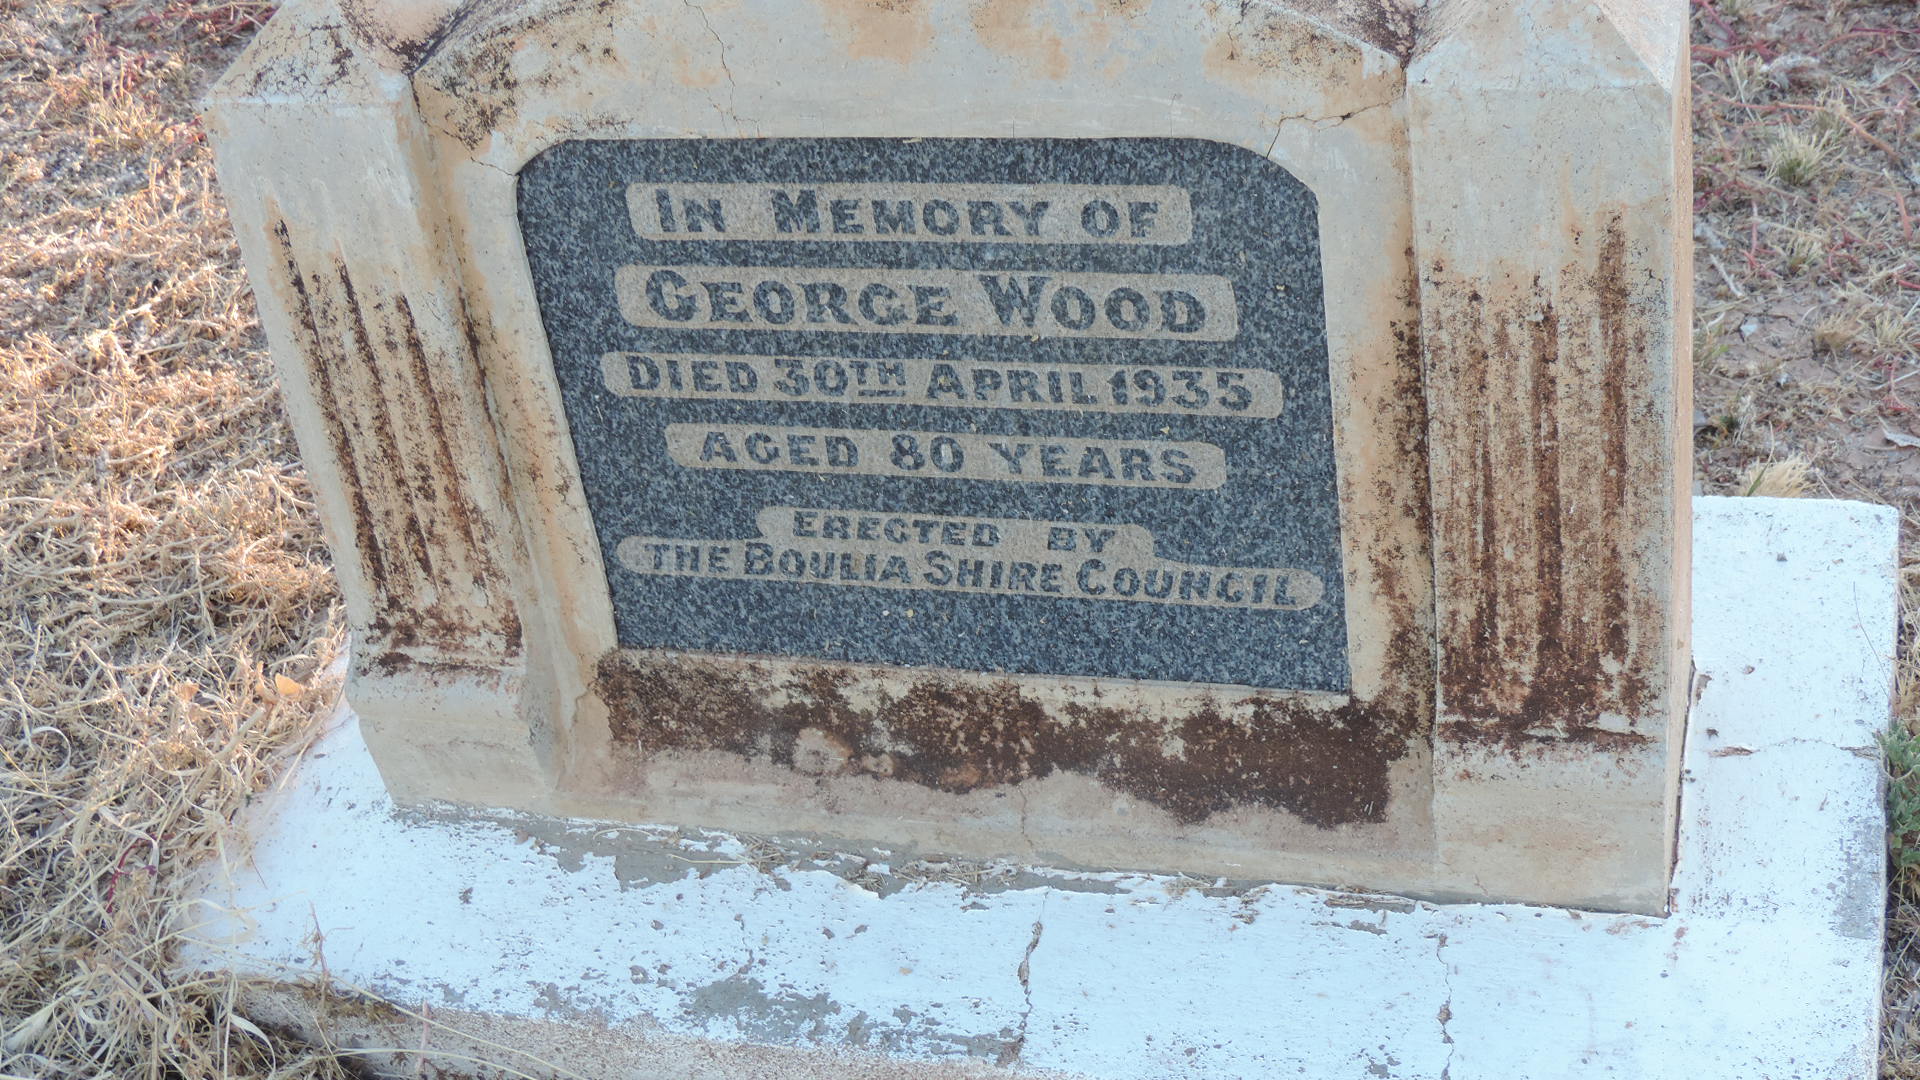 IN MEMORY OF
GEORGE WOOD
DIED 30TH APRIL 1935
AGED 80 YEARS
ERECTED BY
THE BOULIA SHIRE COUNCIL